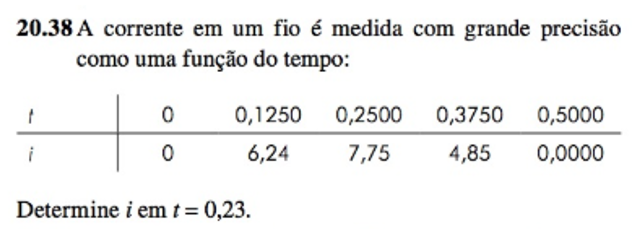 20.38 A corrente em um fio é medida com grande precisão
como uma função do tempo:
t 0 0,1250 0,2500 0,3750 0,5000
i 0 6,24 7,75 4,85 0,0000
Determine i em t = 0,23.